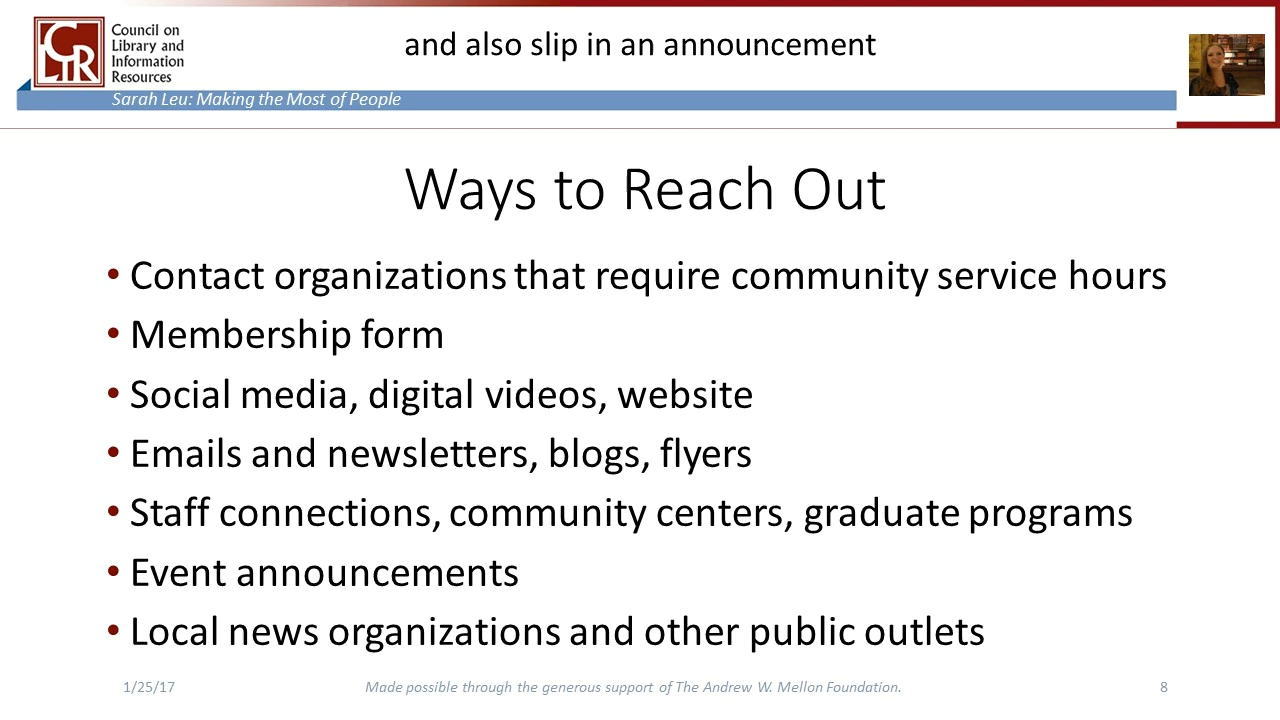 Council on
Library and
Information
Resources
and also slip in an announcement
Sarah Leu: Making the Most of People
Ways to Reach Out
• Contact organizations that require community service hours
• Membership form
• Social media, digital videos, website
• Emails and newsletters, blogs, flyers
• Staff connections, community centers, graduate programs
• Event announcements
• Local news organizations and other public outlets
1/25/17
Made possible through the generous support of The Andrew W. Mellon Foundation.
8